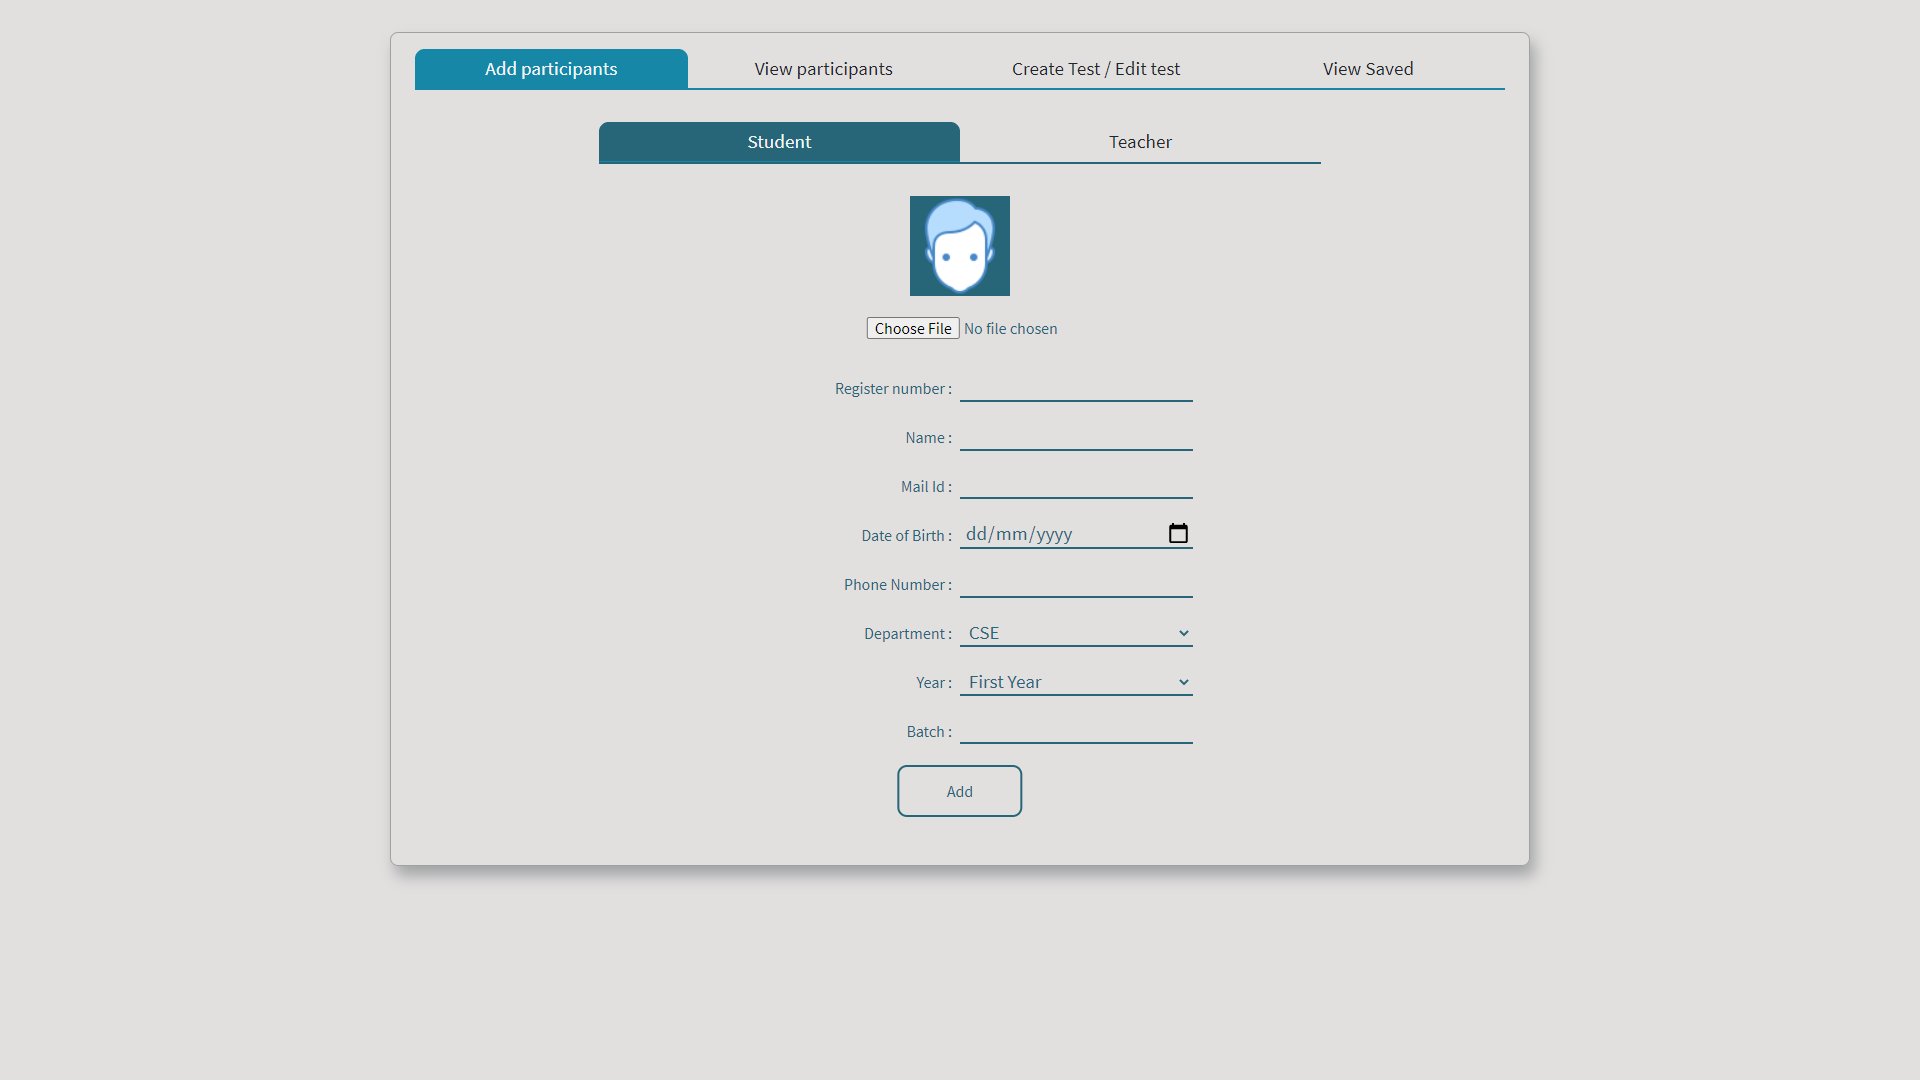 Add participants View participants Create Test / Edit test View Saved
Student Teacher
Choose File No file chosen
Register number :
Name :
Mail Id :
Date of Birth : dd/mm/yyyy
Phone Number :
Department : CSE
Year : First Year
Batch :
Add